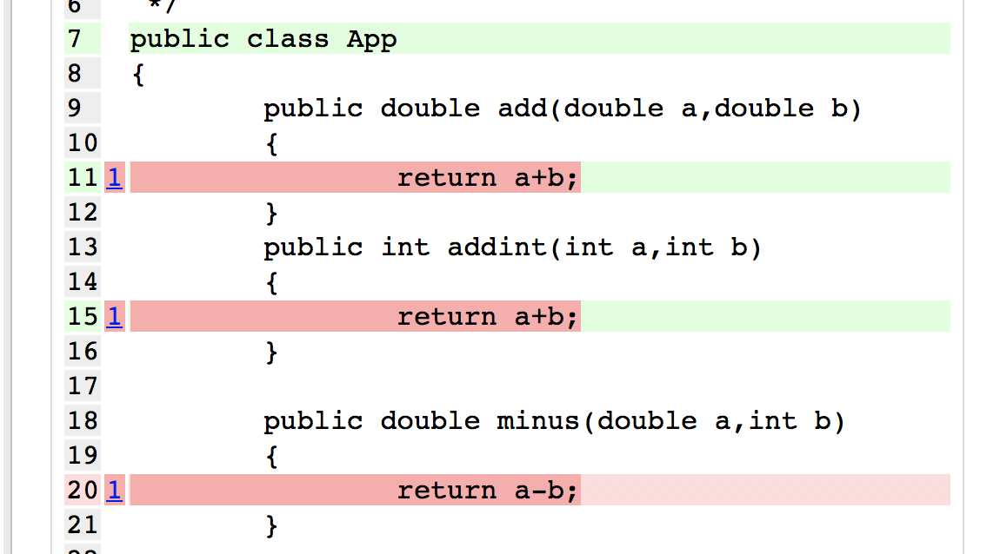 6 */
7 public class App
8 {
9 public double add(double a,double b)
10 {
11 1 return a+b;
12 }
13 public int addint(int a,int b)
14 {
15 1 return a+b;
16 }
17
18 public double minus(double a,int b)
19 {
20 1 return a-b;
21 }